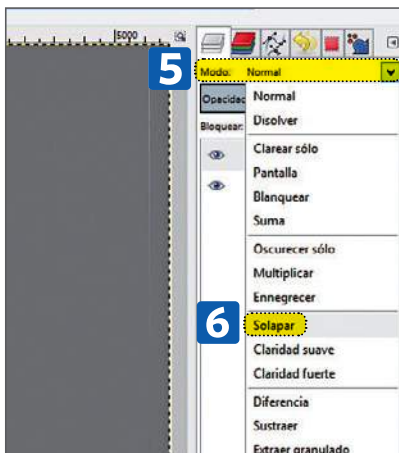 5000
5
Modo: Normal
Opacidad
Normal
Disolver
Bloquear:
Clarear sólo
Pantalla
Blanquear
Suma
Oscurecer sólo
Multiplicar
Ennegrecer
6
Solapar
Claridad suave
Claridad fuerte
Diferencia
Sustraer
Extraer granulado